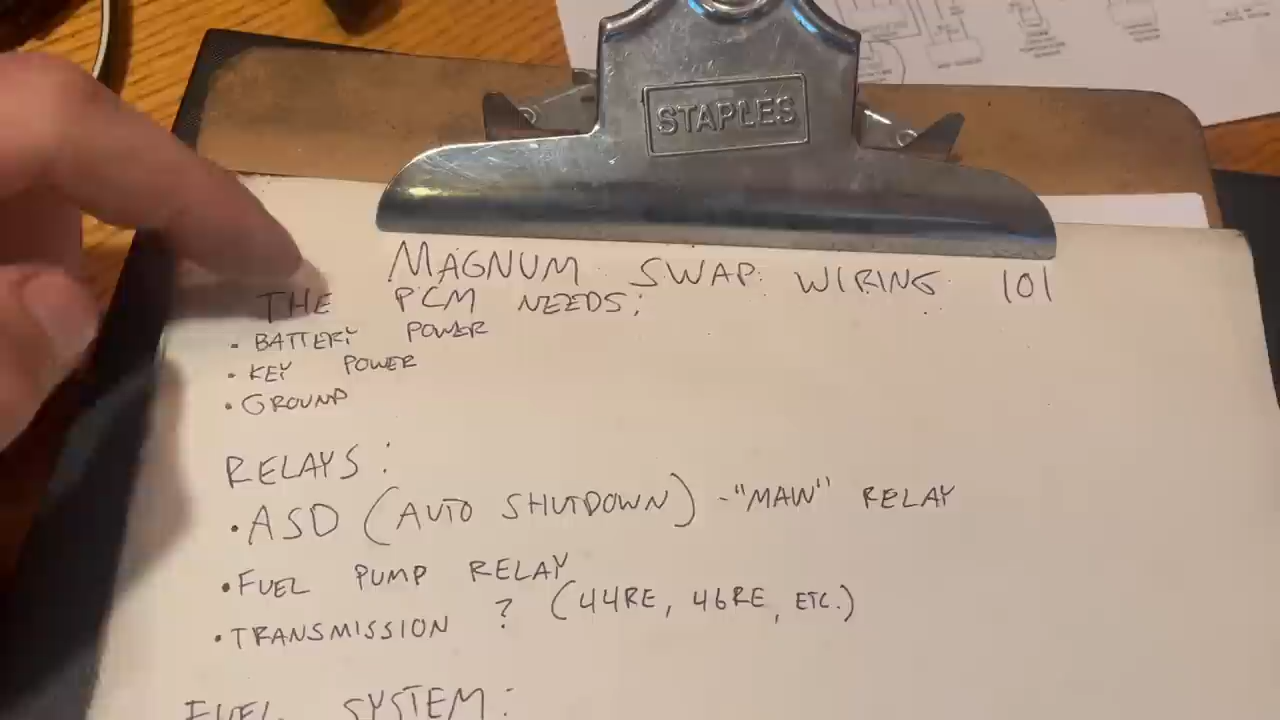 STAPLES
MAGNUM SWAP WIRING 101
THE PCM NEEDS:
• BATTERY POWER
• KEY POWER
• GROUND
RELAYS:
• ASD (AUTO SHUTDOWN) - "MAIN" RELAY
• FUEL PUMP RELAY
• TRANSMISSION ? (44RE, 46RE, ETC.)
FUEL SYSTEM: